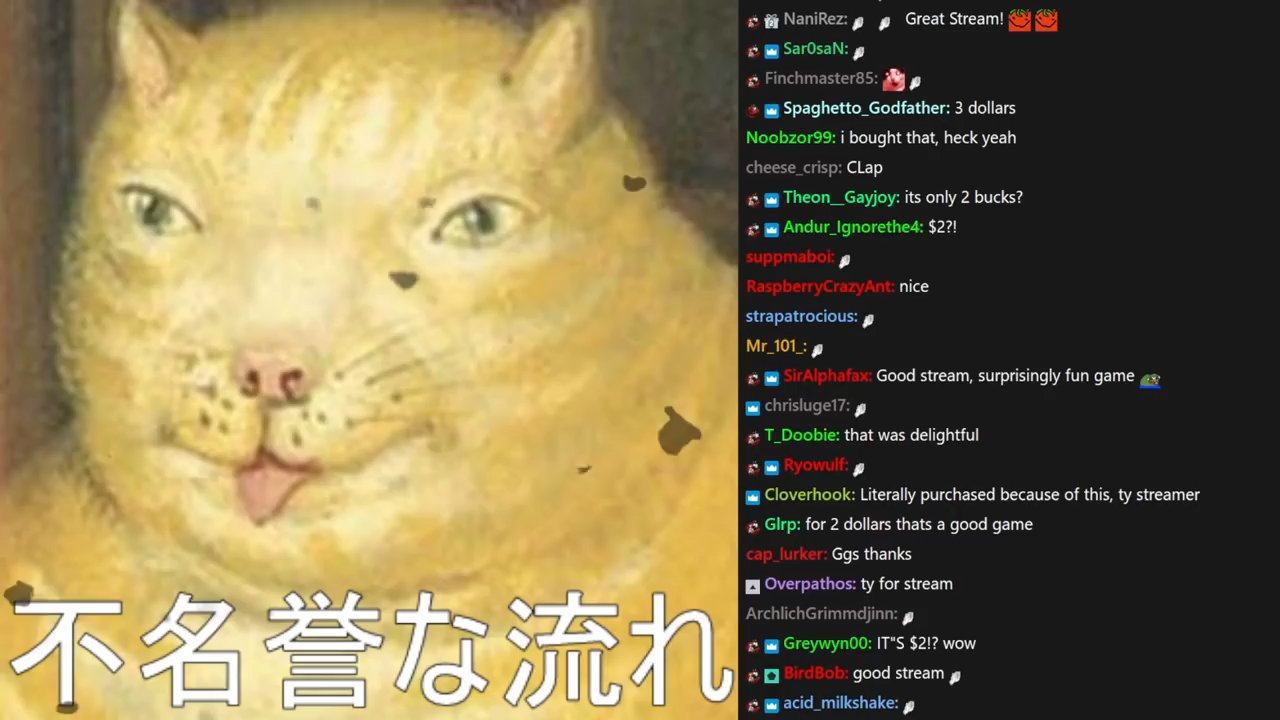 NaniRez: Great Stream!
Sar0saN:
Finchmaster85:
Spaghetto_Godfather: 3 dollars
Noobzor99: i bought that, heck yeah
cheese_crisp: CLap
Theon__Gayjoy: its only 2 bucks?
Andur_Ignorethe4: $2?!
suppmaboi:
RaspberryCrazyAnt: nice
strapatrocious:
Mr_101_:
SirAlphafax: Good stream, surprisingly fun game
chrisluge17:
T_Doobie: that was delightful
Ryowulf:
Cloverhook: Literally purchased because of this, ty streamer
Glrp: for 2 dollars thats a good game
cap_lurker: Ggs thanks
Overpathos: ty for stream
ArchlichGrimmdjinn:
Greywyn00: IT"S $2!? wow
BirdBob: good stream
acid_milkshake:
不名誉な流れ